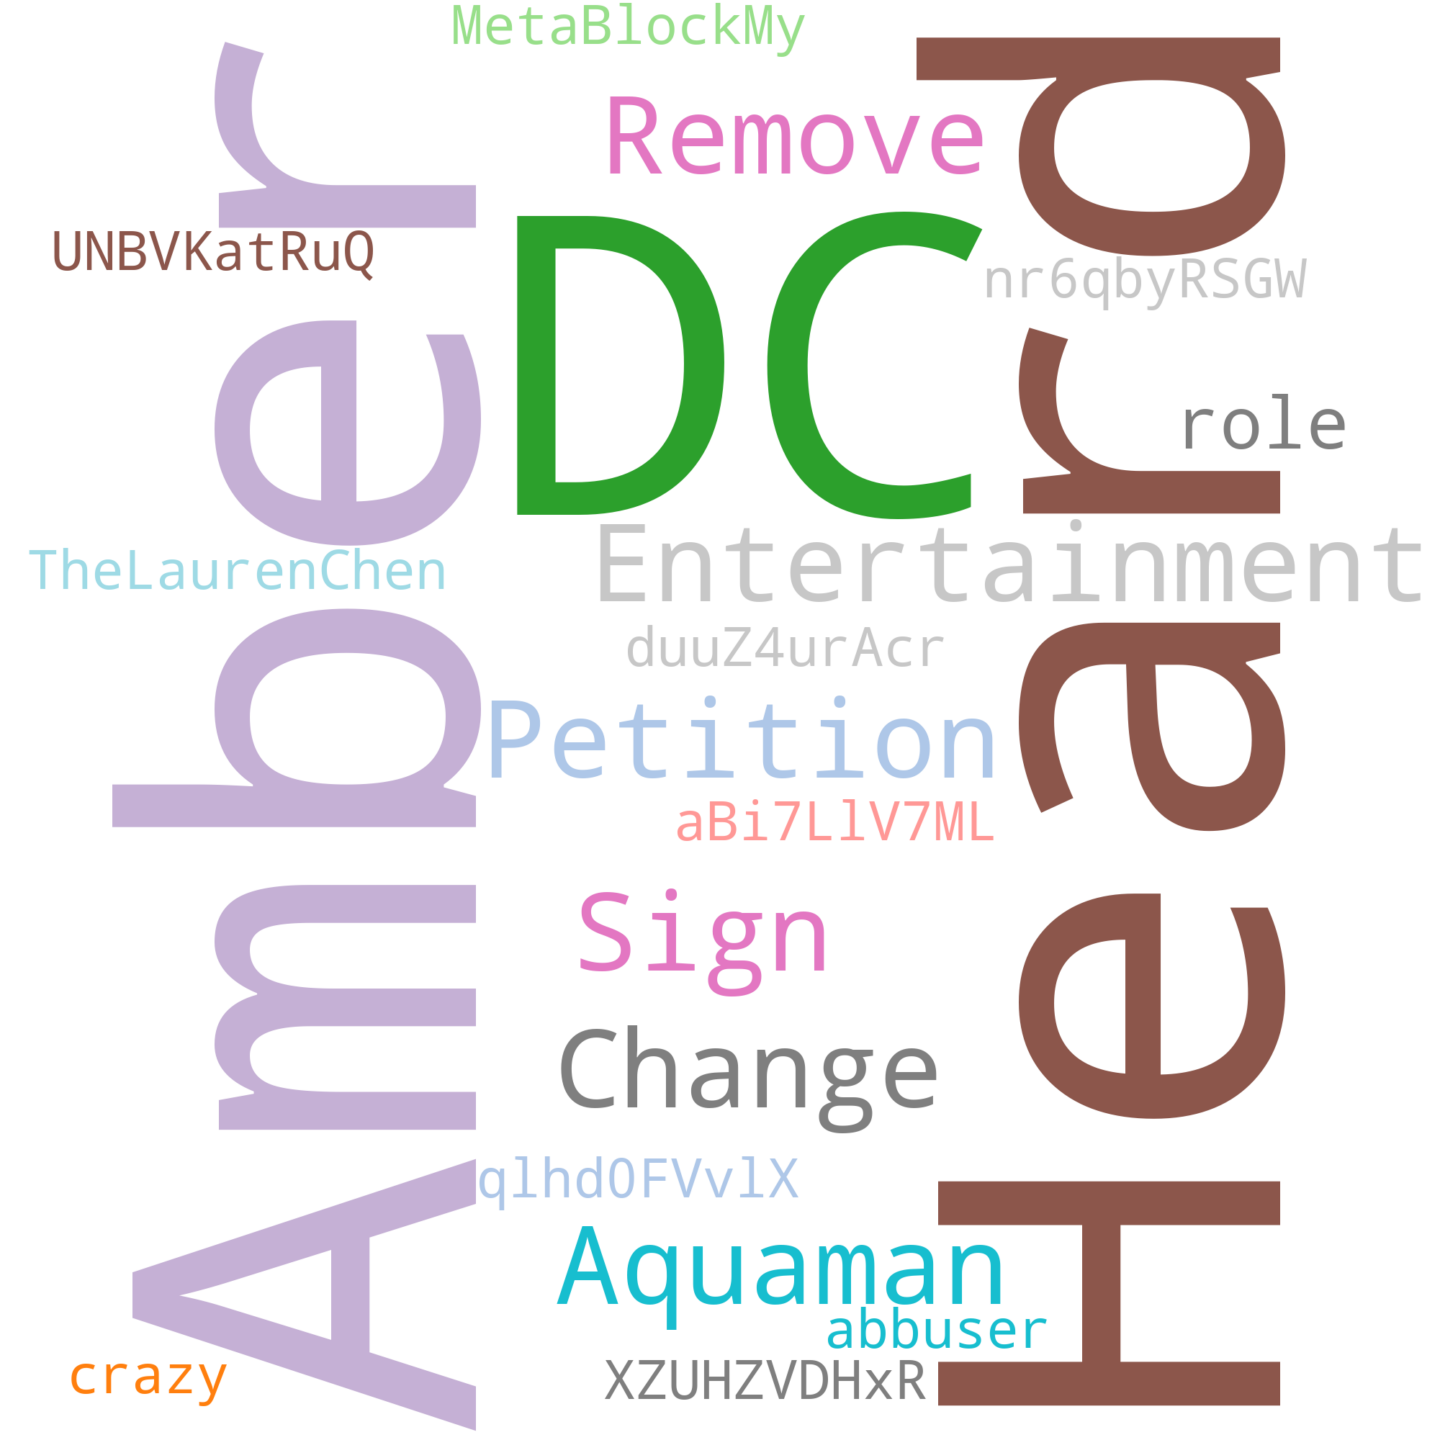 MetaBlockMy
Remove
UNBVKatRuQ
DC
nr6qbyRSGW
role
Entertainment
TheLaurenChen
duuZ4urAcr
Petition
aBi7LlV7ML
Sign
Change
qlhd0FVvlX
Aquaman
abbuser
crazy
XZUHZVDHxR
Amber
Heard